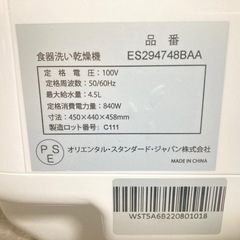 食器洗い乾燥機
品番
ES294748BAA
定格電圧：100V
定格周波数：50/60Hz
最大給水量：4.5L
定格消費電力量：840W
寸法：450×440×458mm
製造ロット番号：C111
PSE
オリエンタル・スタンダード・ジャパン株式会社
MADE IN CHINA
WST5A6B220801018